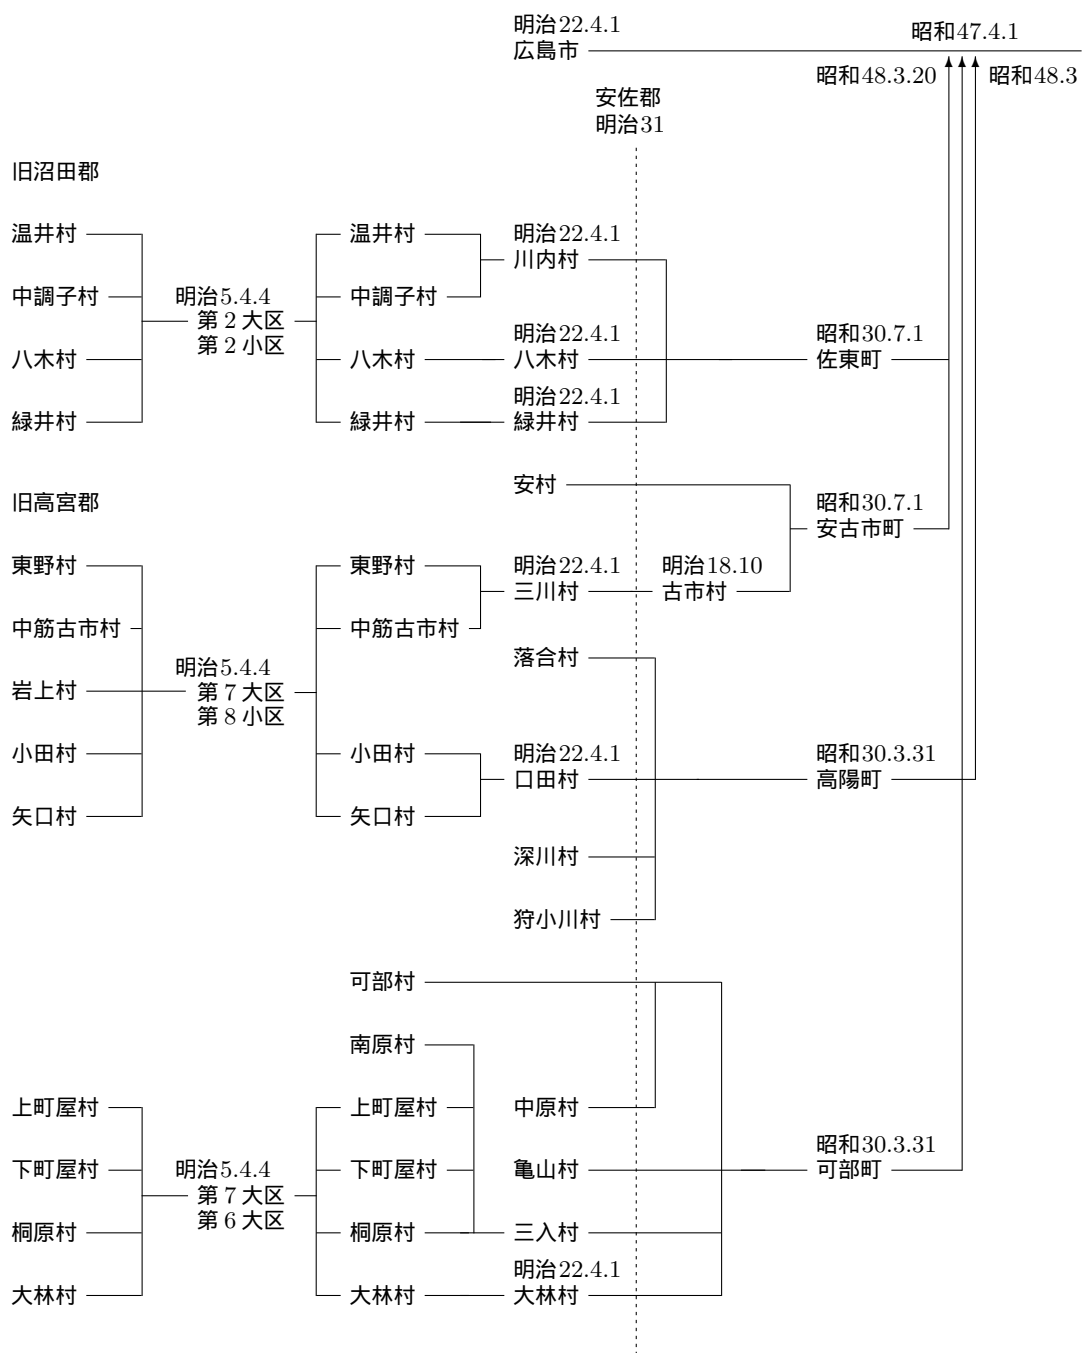 明治22.4.1
広島市
昭和47.4.1
昭和48.3.20
昭和48.3
安佐郡
明治31
旧沼田郡
温井村
温井村
明治22.4.1
川内村
中調子村
明治5.4.4
第2大区
第2小区
中調子村
八木村
八木村
明治22.4.1
八木村
昭和30.7.1
佐東町
緑井村
緑井村
明治22.4.1
緑井村
安村
旧高宮郡
昭和30.7.1
安古市町
東野村
東野村
明治22.4.1
三川村
明治18.10
古市村
中筋古市村
中筋古市村
落合村
岩上村
明治5.4.4
第7大区
第8小区
小田村
小田村
明治22.4.1
口田村
昭和30.3.31
高陽町
矢口村
矢口村
深川村
狩小川村
可部村
南原村
上町屋村
上町屋村
中原村
下町屋村
明治5.4.4
第7大区
第6大区
下町屋村
亀山村
昭和30.3.31
可部町
桐原村
桐原村
三入村
大林村
大林村
明治22.4.1
大林村